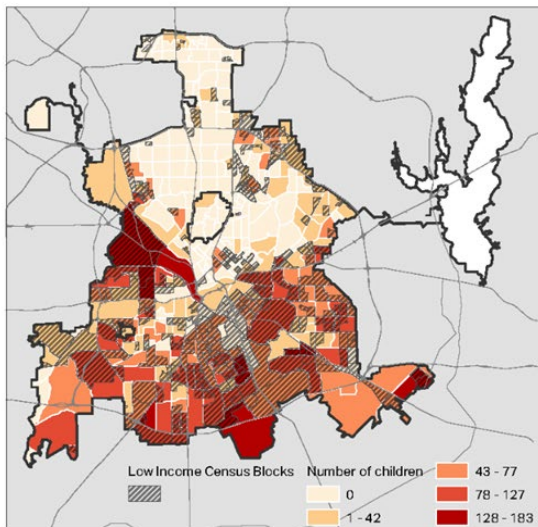 Low Income Census Blocks
Number of children
0
1 - 42
43 - 77
78 - 127
128 - 183